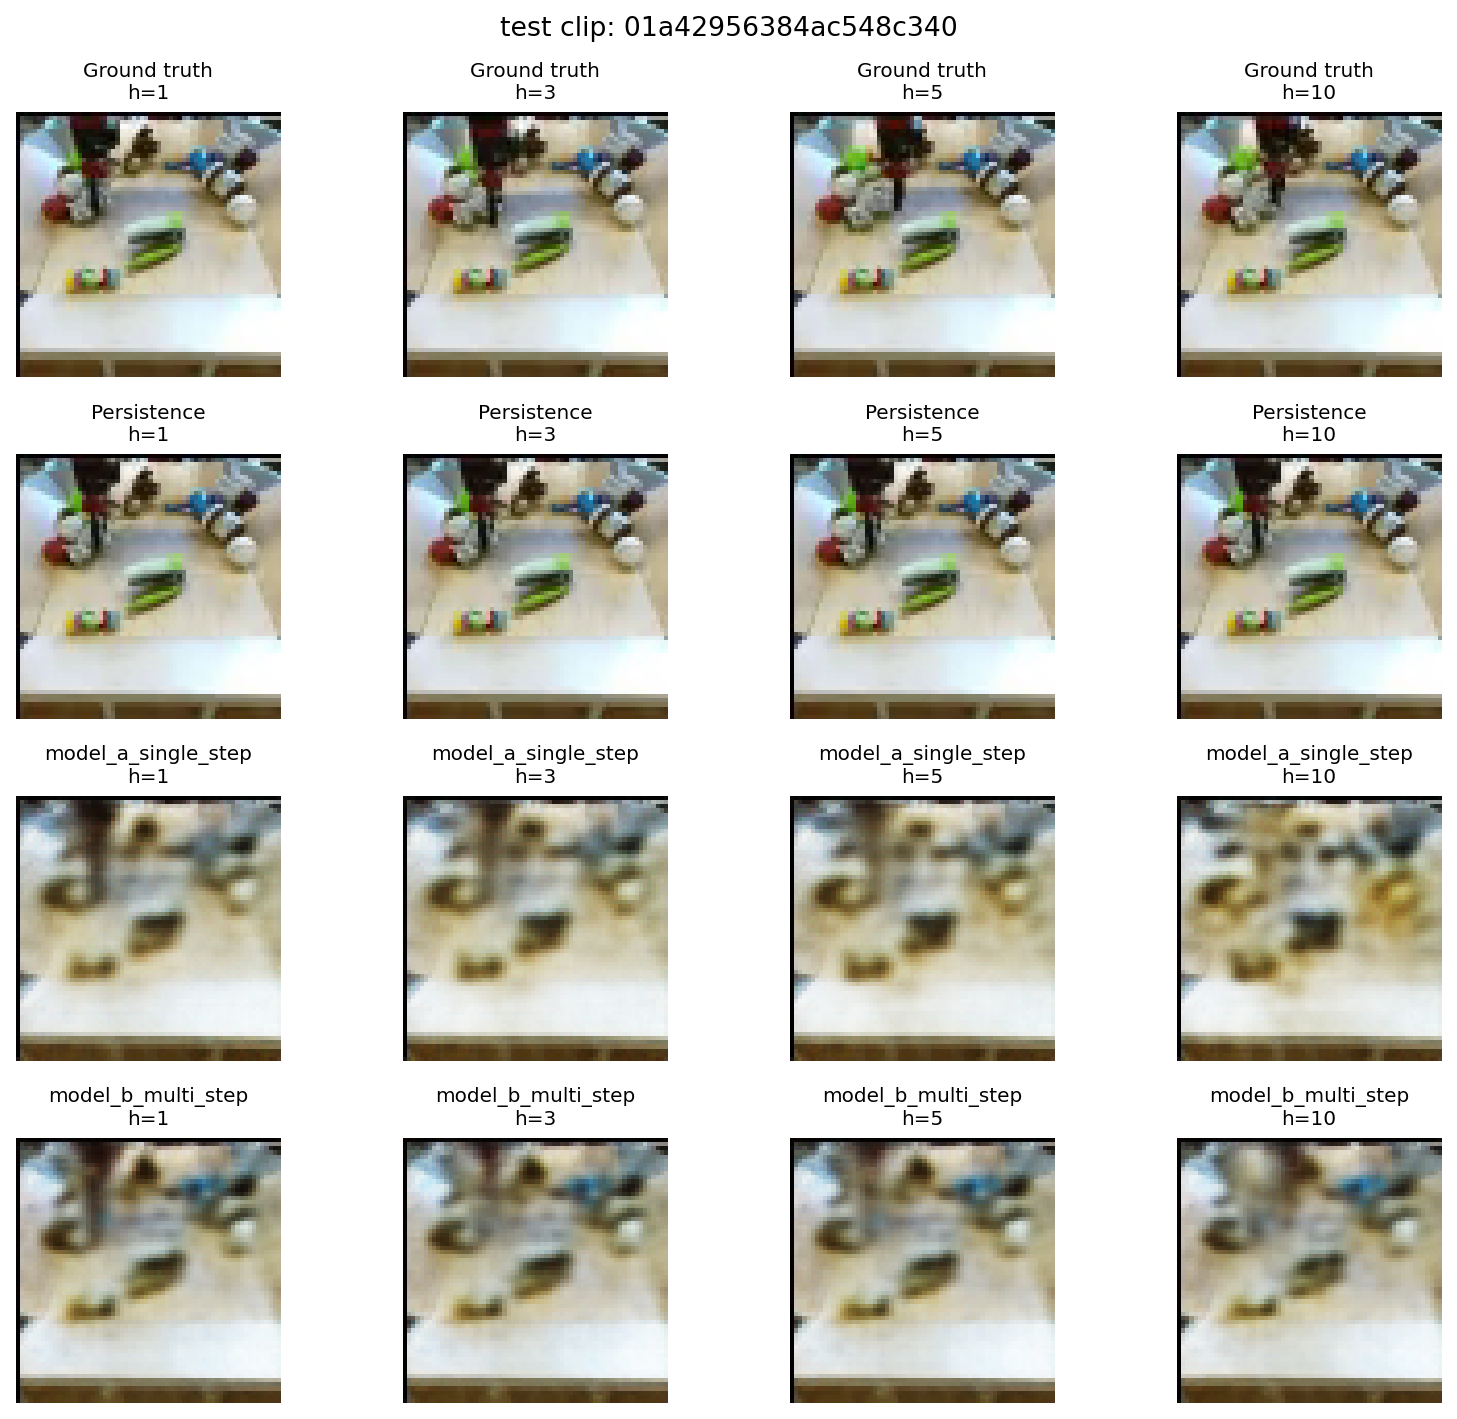 test clip: 01a42956384ac548c340
Ground truth
h=1
Ground truth
h=3
Ground truth
h=5
Ground truth
h=10
Persistence
h=1
Persistence
h=3
Persistence
h=5
Persistence
h=10
model_a_single_step
h=1
model_a_single_step
h=3
model_a_single_step
h=5
model_a_single_step
h=10
model_b_multi_step
h=1
model_b_multi_step
h=3
model_b_multi_step
h=5
model_b_multi_step
h=10